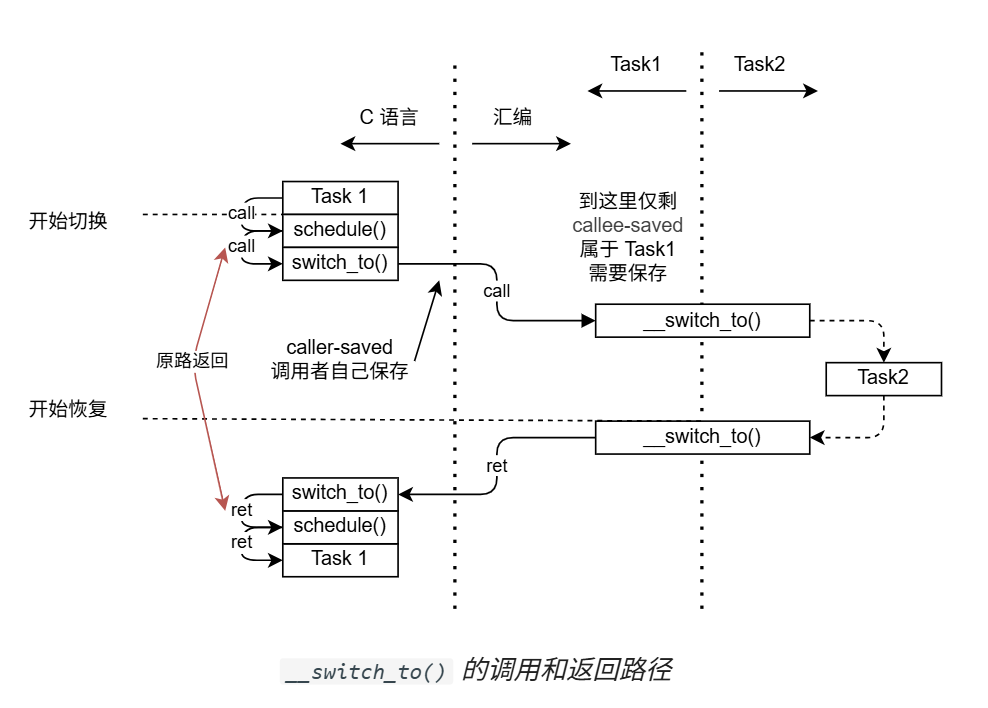 Task1
Task2
C 语言
汇编
Task 1
开始切换
call
schedule()
call
switch_to()
到这里仅剩
callee-saved
属于 Task1
需要保存
call
__switch_to()
caller-saved
调用者自己保存
原路返回
Task2
开始恢复
__switch_to()
ret
switch_to()
ret
schedule()
ret
Task 1
__switch_to() 的调用和返回路径